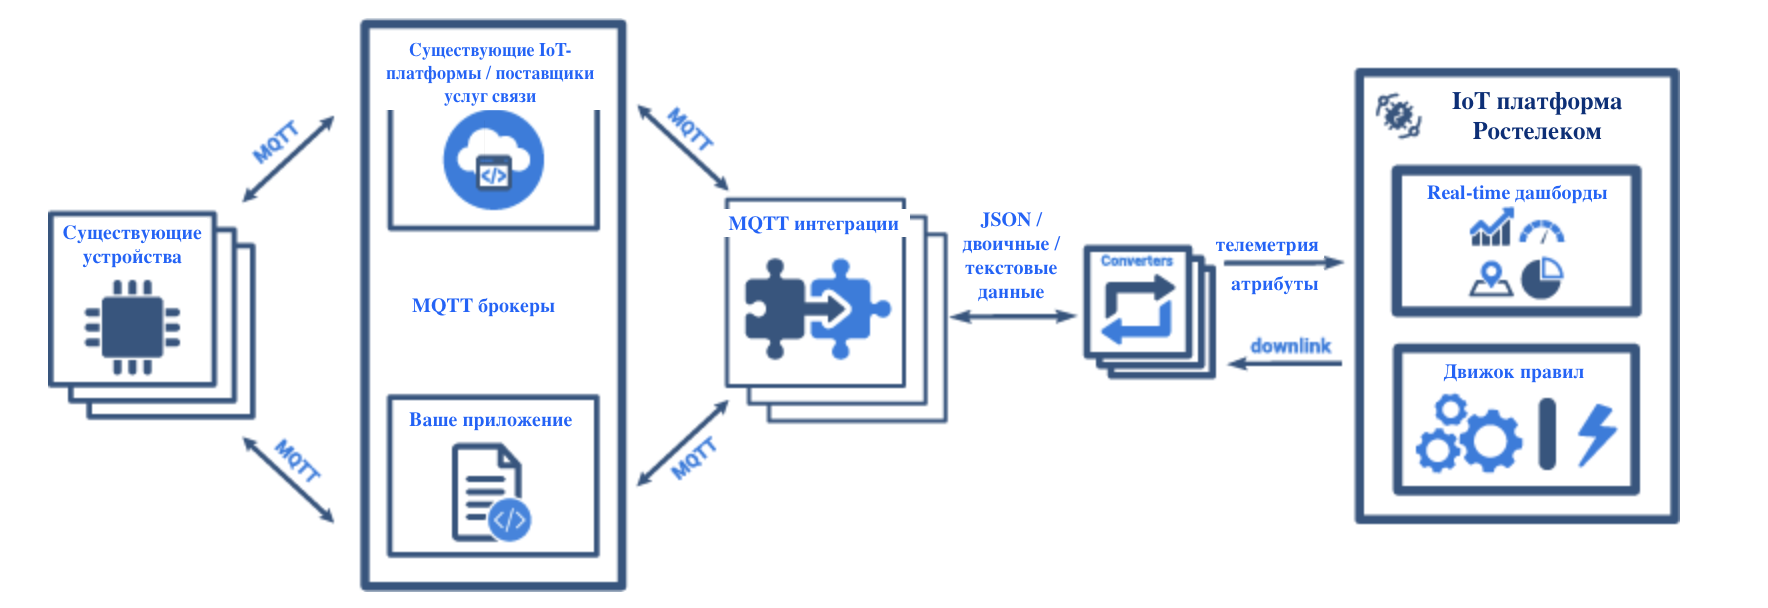 Существующие
устройства
MQTT
MQTT
Существующие IoT-
платформы / поставщики
услуг связи
MQTT брокеры
Ваше приложение
MQTT
MQTT
MQTT интеграции
JSON /
двоичные /
текстовые
данные
Converters
телеметрия
атрибуты
downlink
IoT платформа
Ростелеком
Real-time дашборды
Движок правил